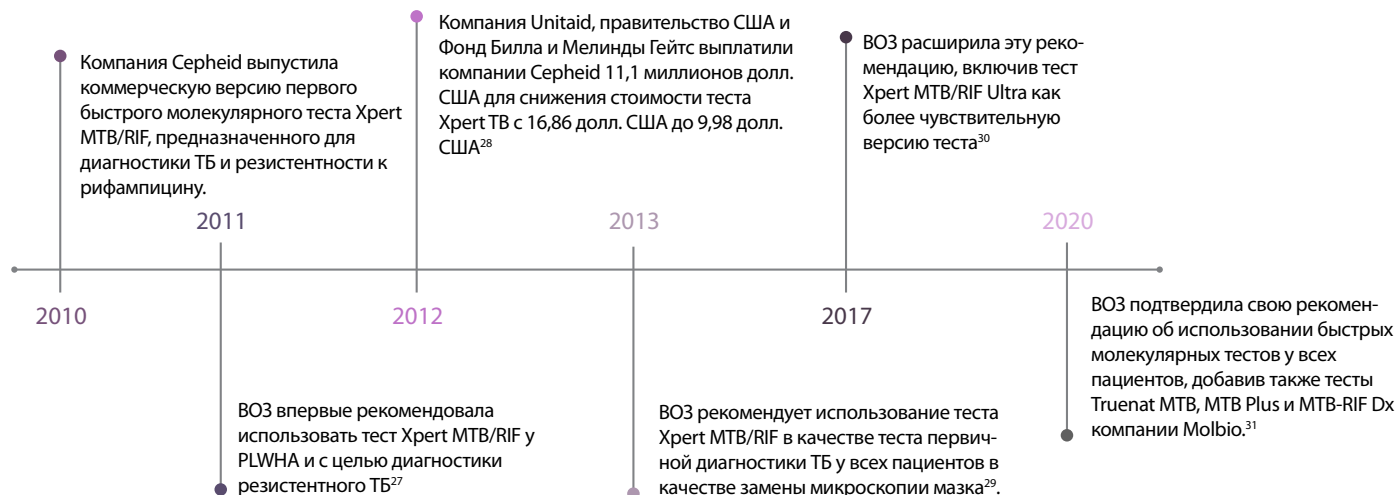 Компания Cepheid выпустила
коммерческую версию первого
быстрого молекулярного теста Xpert
MTB/RIF, предназначенного для
диагностики ТБ и резистентности к
рифампицину.
2010
2011
ВОЗ впервые рекомендовала
использовать тест Xpert MTB/RIF у
PLWHA и с целью диагностики
резистентного ТБ27
Компания Unitaid, правительство США и
Фонд Билла и Мелинды Гейтс выплатили
компании Cepheid 11,1 миллионов долл.
США для снижения стоимости теста
Xpert ТВ с 16,86 долл. США до 9,98 долл.
США28
2012
2013
ВОЗ рекомендует использование теста
Xpert MTB/RIF в качестве теста первич-
ной диагностики ТБ у всех пациентов в
качестве замены микроскопии мазка29.
ВОЗ расширила эту реко-
мендацию, включив тест
Xpert MTB/RIF Ultra как
более чувствительную
версию теста30
2017
2020
ВОЗ подтвердила свою рекомен-
дацию об использовании быстрых
молекулярных тестов у всех
пациентов, добавив также тесты
Truenat MTB, MTB Plus и MTB-RIF Dx
компании Molbio.31